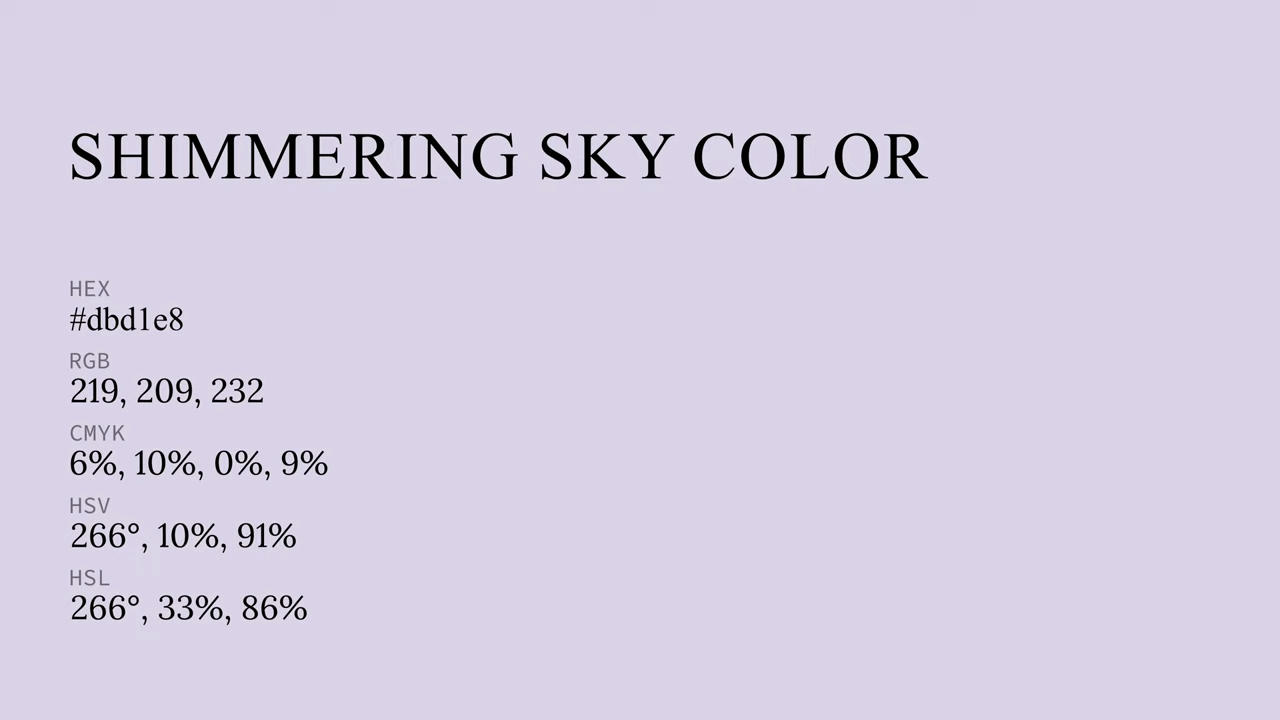 SHIMMERING SKY COLOR
HEX
#dbd1e8
RGB
219, 209, 232
CMYK
6%, 10%, 0%, 9%
HSV
266°, 10%, 91%
HSL
266°, 33%, 86%